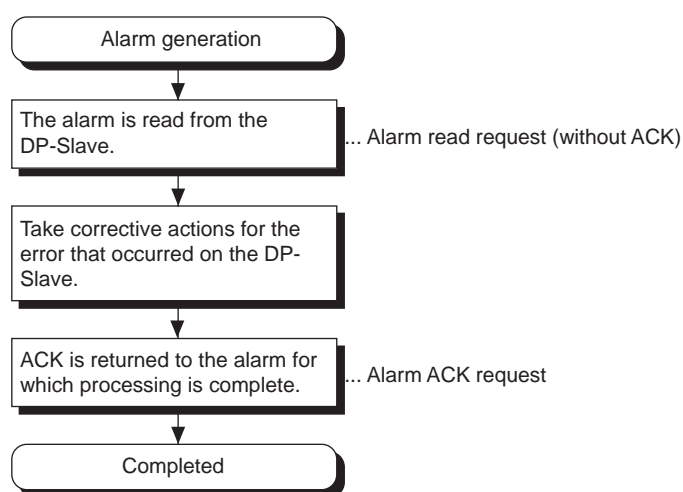 Alarm generation
The alarm is read from the
DP-Slave.
... Alarm read request (without ACK)
Take corrective actions for the
error that occurred on the DP-
Slave.
ACK is returned to the alarm for
which processing is complete.
... Alarm ACK request
Completed